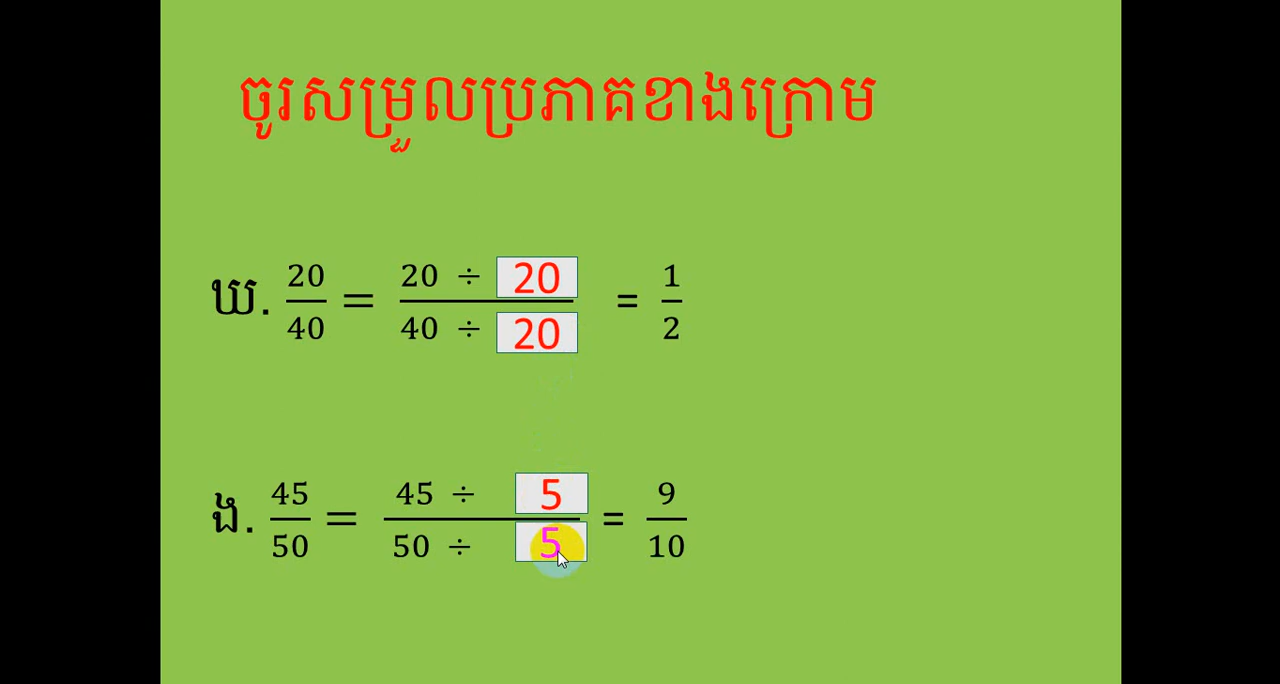 ចូរសម្រួលប្រភាគខាងក្រោម
ឃ. 20/40 = 20 ÷ 20 / 40 ÷ 20 = 1/2
ង. 45/50 = 45 ÷ 5 / 50 ÷ 5 = 9/10